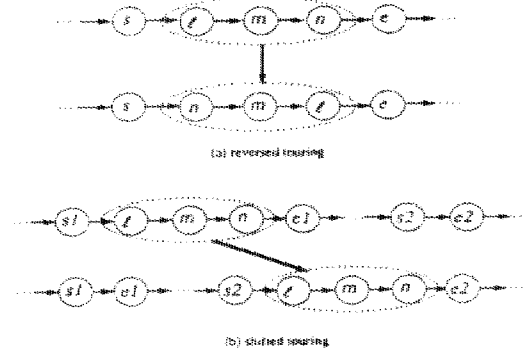 s ℓ m n e
s n m ℓ e
(a) reversed touring
s1 ℓ m n e1 s2 e2
s1 e1 s2 ℓ m n e2
(b) shifted touring